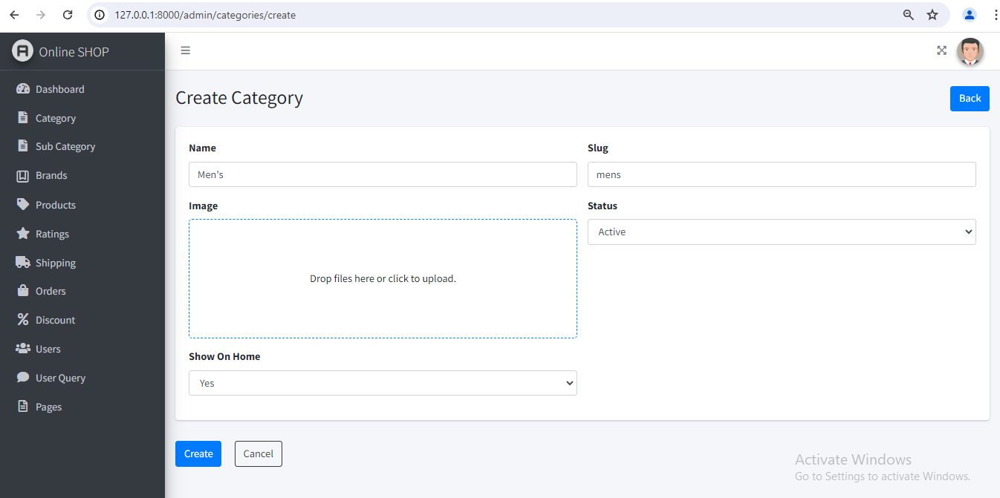 127.0.0.1:8000/admin/categories/create
Online SHOP
Dashboard
Category
Sub Category
Brands
Products
Ratings
Shipping
Orders
Discount
Users
User Query
Pages
Create Category
Back
Name
Men's
Slug
mens
Image
Drop files here or click to upload.
Status
Active
Show On Home
Yes
Create
Cancel
Activate Windows
Go to Settings to activate Windows.